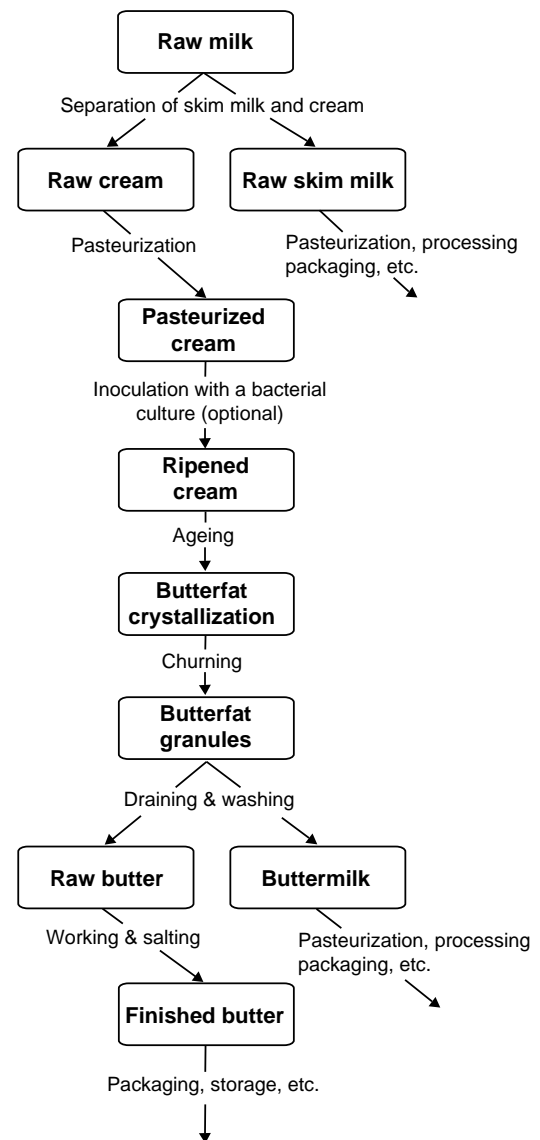 Raw milk
Separation of skim milk and cream
Raw cream
Raw skim milk
Pasteurization
Pasteurization, processing
packaging, etc.
Pasteurized
cream
Inoculation with a bacterial
culture (optional)
Ripened
cream
Ageing
Butterfat
crystallization
Churning
Butterfat
granules
Draining & washing
Raw butter
Buttermilk
Working & salting
Pasteurization, processing
packaging, etc.
Finished butter
Packaging, storage, etc.